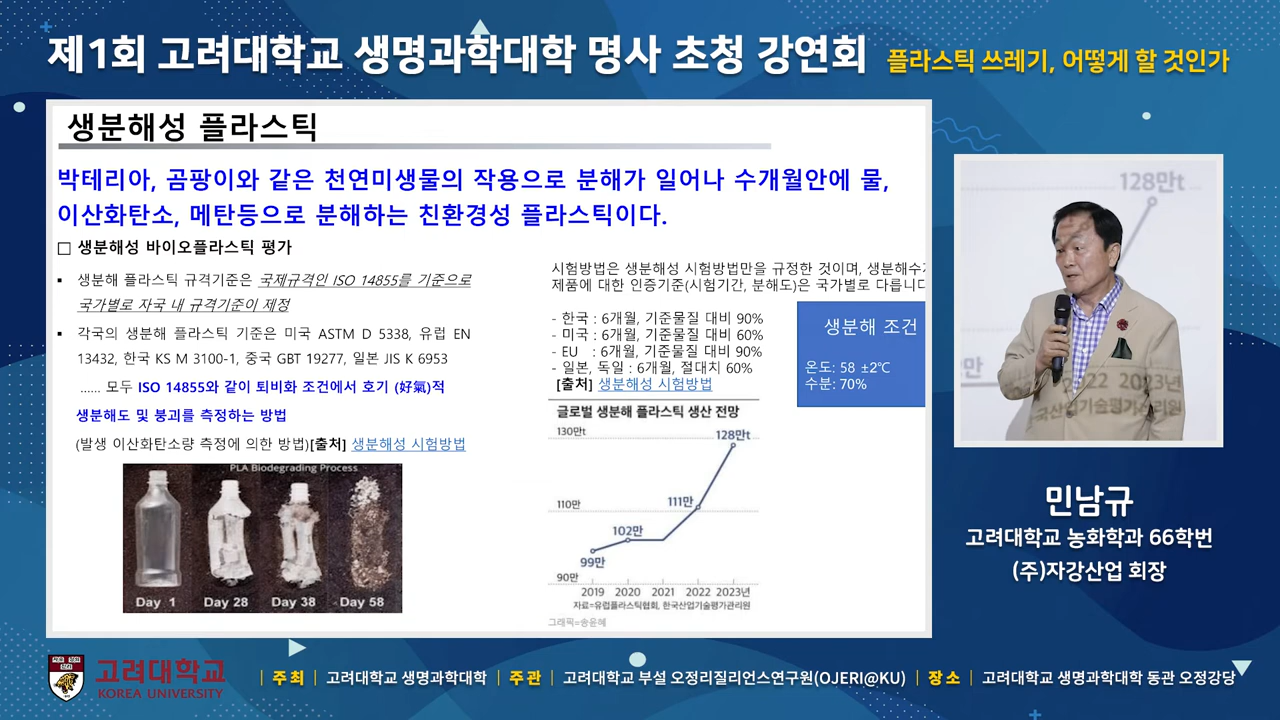 제1회 고려대학교 생명과학대학 명사 초청 강연회 플라스틱 쓰레기, 어떻게 할 것인가
생분해성 플라스틱
박테리아, 곰팡이와 같은 천연미생물의 작용으로 분해가 일어나 수개월안에 물,
이산화탄소, 메탄등으로 분해하는 친환경성 플라스틱이다.
□ 생분해성 바이오플라스틱 평가
▪ 생분해 플라스틱 규격기준은 국제규격인 ISO 14855를 기준으로
국가별로 자국 내 규격기준이 제정
▪ 각국의 생분해 플라스틱 기준은 미국 ASTM D 5338, 유럽 EN
13432, 한국 KS M 3100-1, 중국 GBT 19277, 일본 JIS K 6953
...... 모두 ISO 14855와 같이 퇴비화 조건에서 호기 (好氣)적
생분해도 및 붕괴를 측정하는 방법
(발생 이산화탄소량 측정에 의한 방법)[출처] 생분해성 시험방법
PLA Biodegrading Process
Day 1 Day 28 Day 38 Day 58
시험방법은 생분해성 시험방법만을 규정한 것이며, 생분해수
제품에 대한 인증기준(시험기간, 분해도)은 국가별로 다릅니다
- 한국 : 6개월, 기준물질 대비 90%
- 미국 : 6개월, 기준물질 대비 60%
- EU : 6개월, 기준물질 대비 90%
- 일본, 독일 : 6개월, 절대치 60%
[출처] 생분해성 시험방법
생분해 조건
온도: 58 ±2℃
수분: 70%
글로벌 생분해 플라스틱 생산 전망
130만t
128만t
111만
110만
102만
99만
90만
2019 2020 2021 2022 2023년
자료=유럽플라스틱협회, 한국산업기술평가관리원
그래픽=송윤혜
128만t
만
2022 2023년
국산업기술평가관리원
민남규
고려대학교 농화학과 66학번
(주)자강산업 회장
고려대학교
KOREA UNIVERSITY
| 주최 | 고려대학교 생명과학대학 | 주관 | 고려대학교 부설 오정리질리언스연구원(OJERI@KU) | 장소 | 고려대학교 생명과학대학 동관 오정강당